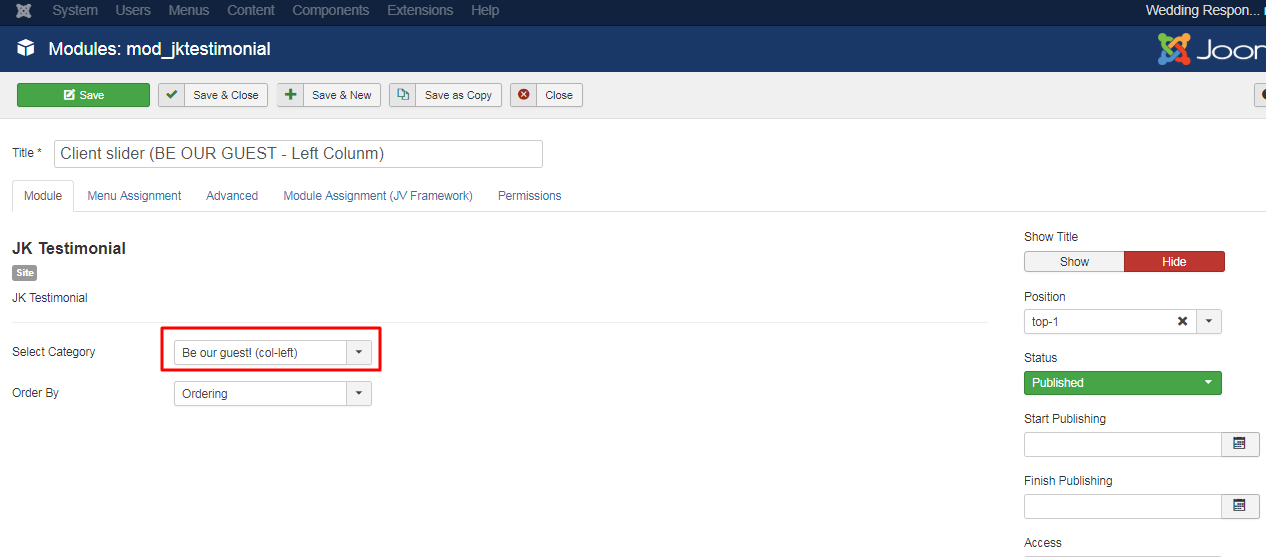 System Users Menus Content Components Extensions Help Wedding Respon...
Modules: mod_jktestimonial
Save Save & Close Save & New Save as Copy Close
Title * Client slider (BE OUR GUEST - Left Colunm)
Module Menu Assignment Advanced Module Assignment (JV Framework) Permissions
JK Testimonial
Site
JK Testimonial
Select Category Be our guest! (col-left)
Order By Ordering
Show Title
Show Hide
Position
top-1
Status
Published
Start Publishing
Finish Publishing
Access